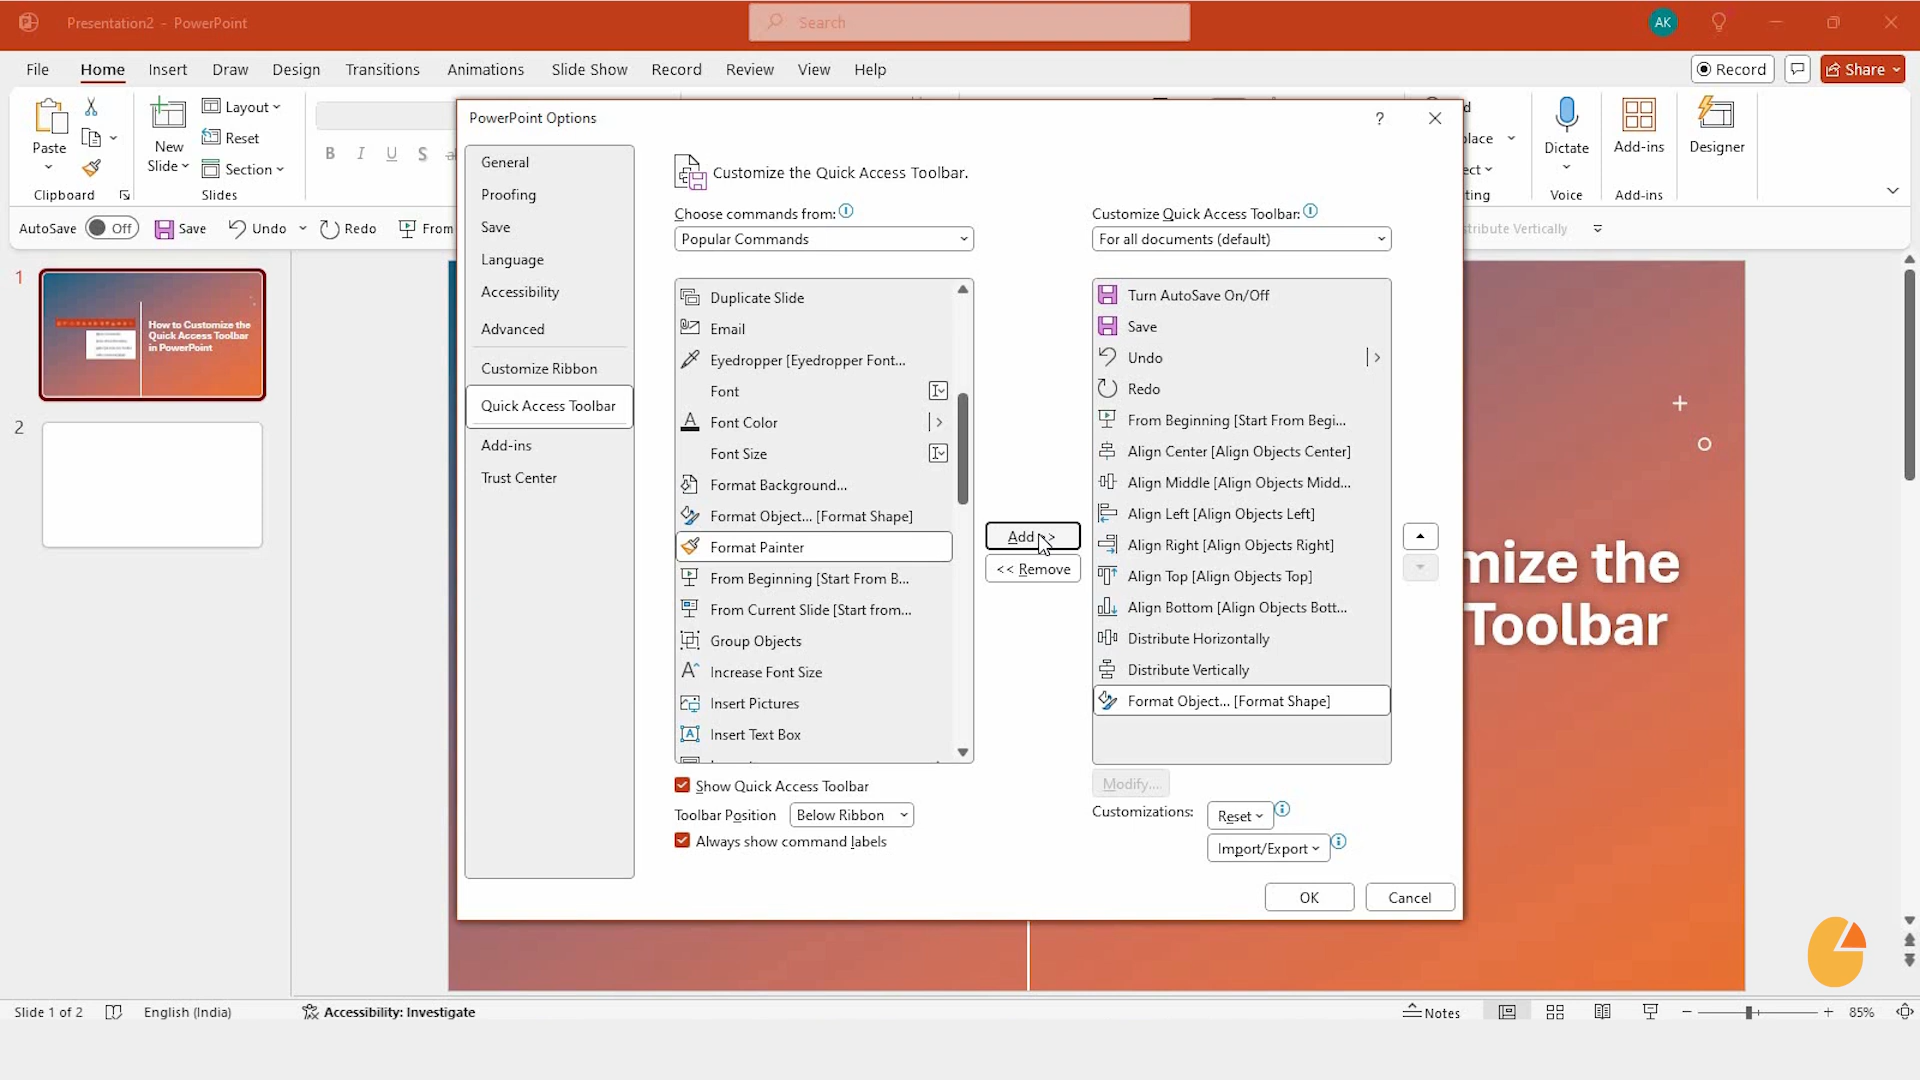 Presentation2 - PowerPoint
Search
AK
File Home Insert Draw Design Transitions Animations Slide Show Record Review View Help
Record
Share
Paste
Clipboard
New
Slide
Layout
Reset
Section
Slides
B I U S
Dictate
Voice
Add-ins
Add-ins
Designer
AutoSave Off Save Undo Redo From
tribute Vertically
1
How to Customize the
Quick Access Toolbar
in PowerPoint
2
mize the
Toolbar
PowerPoint Options
?
General
Proofing
Save
Language
Accessibility
Advanced
Customize Ribbon
Quick Access Toolbar
Add-ins
Trust Center
Customize the Quick Access Toolbar.
Choose commands from:
Popular Commands
Duplicate Slide
Email
Eyedropper [Eyedropper Font...
Font
Font Color
Font Size
Format Background...
Format Object... [Format Shape]
Format Painter
From Beginning [Start From B...
From Current Slide [Start from...
Group Objects
Increase Font Size
Insert Pictures
Insert Text Box
Show Quick Access Toolbar
Toolbar Position Below Ribbon
Always show command labels
Add >>
<< Remove
Customize Quick Access Toolbar:
For all documents (default)
Turn AutoSave On/Off
Save
Undo
Redo
From Beginning [Start From Begi...
Align Center [Align Objects Center]
Align Middle [Align Objects Midd...
Align Left [Align Objects Left]
Align Right [Align Objects Right]
Align Top [Align Objects Top]
Align Bottom [Align Objects Bott...
Distribute Horizontally
Distribute Vertically
Format Object... [Format Shape]
Modify...
Customizations: Reset
Import/Export
OK
Cancel
Slide 1 of 2
English (India)
Accessibility: Investigate
Notes
85%